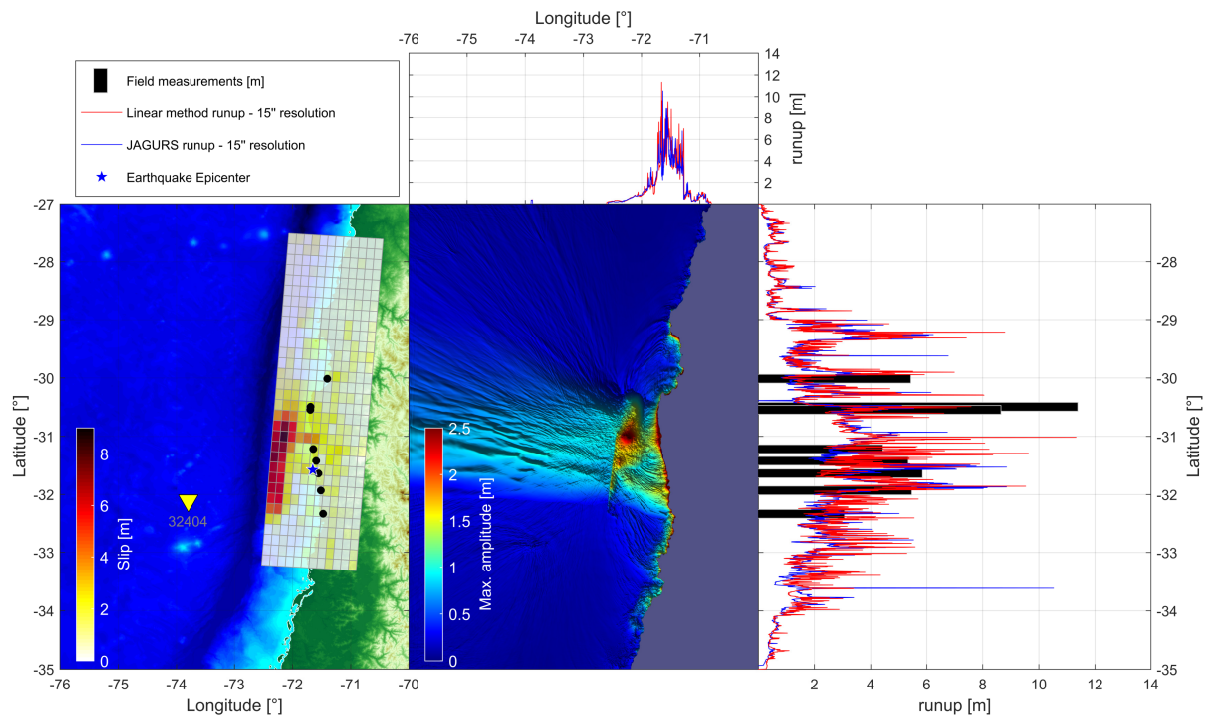 Longitude [°]
-76 -75 -74 -73 -72 -71
14
12
10
8
6
4
2
runup [m]
Field measurements [m]
Linear method runup - 15" resolution
JAGURS runup - 15" resolution
Earthquake Epicenter
-27
-28
-29
-30
-31
-32
-33
-34
-35
Latitude [°]
32404
8
6
4
2
0
Slip [m]
-76 -75 -74 -73 -72 -71 -70
Longitude [°]
2.5
2
1.5
1
0.5
0
Max. amplitude [m]
-28
-29
-30
-31
-32
-33
-34
-35
Latitude [°]
2 4 6 8 10 12 14
runup [m]